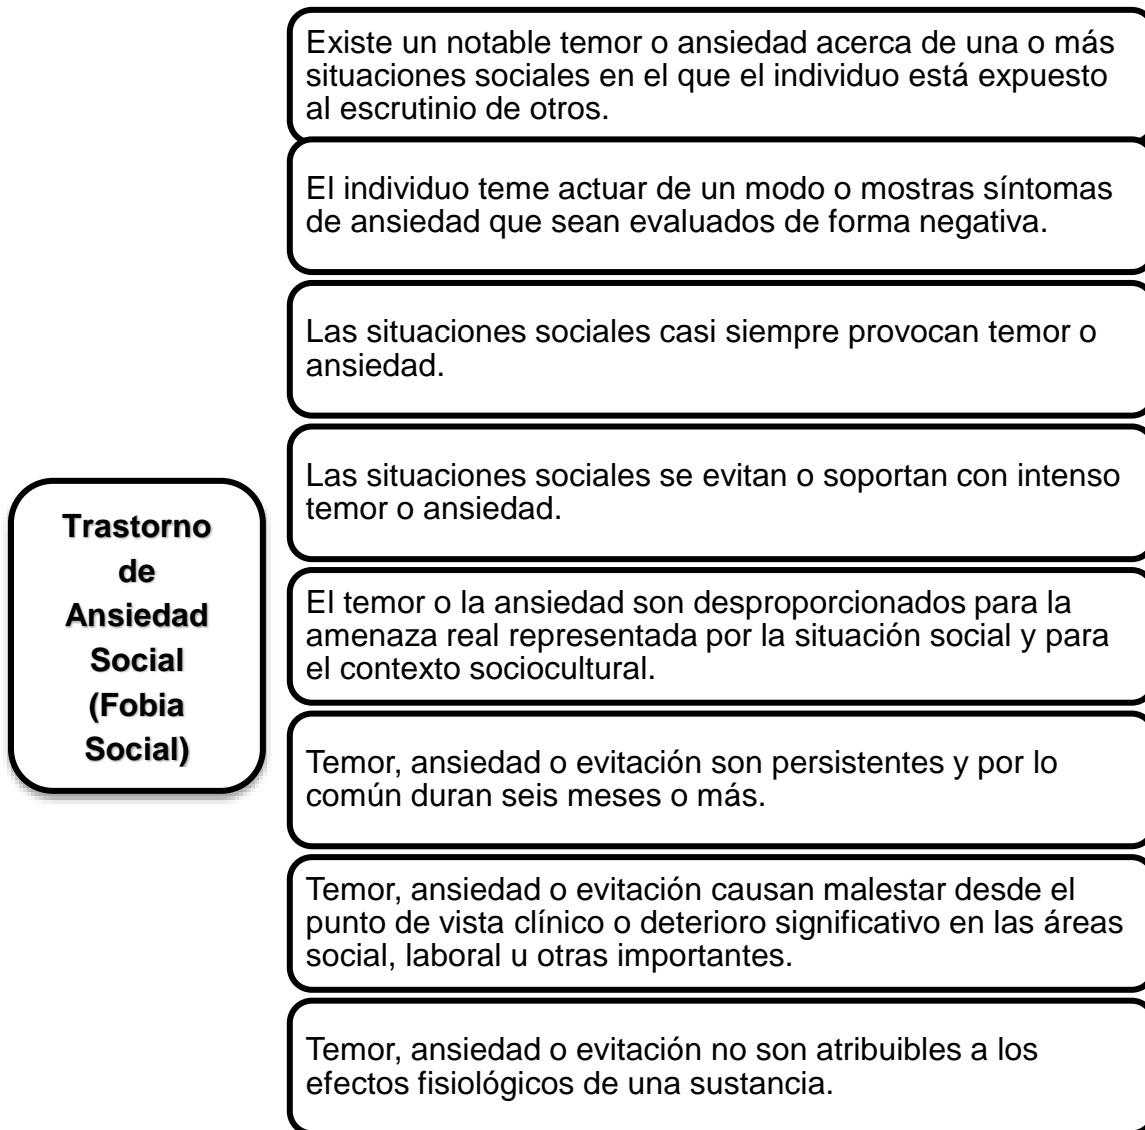 Existe un notable temor o ansiedad acerca de una o más
situaciones sociales en el que el individuo está expuesto
al escrutinio de otros.
El individuo teme actuar de un modo o mostras síntomas
de ansiedad que sean evaluados de forma negativa.
Las situaciones sociales casi siempre provocan temor o
ansiedad.
Las situaciones sociales se evitan o soportan con intenso
temor o ansiedad.
Trastorno
de
Ansiedad
Social
(Fobia
Social)
El temor o la ansiedad son desproporcionados para la
amenaza real representada por la situación social y para
el contexto sociocultural.
Temor, ansiedad o evitación son persistentes y por lo
común duran seis meses o más.
Temor, ansiedad o evitación causan malestar desde el
punto de vista clínico o deterioro significativo en las áreas
social, laboral u otras importantes.
Temor, ansiedad o evitación no son atribuibles a los
efectos fisiológicos de una sustancia.